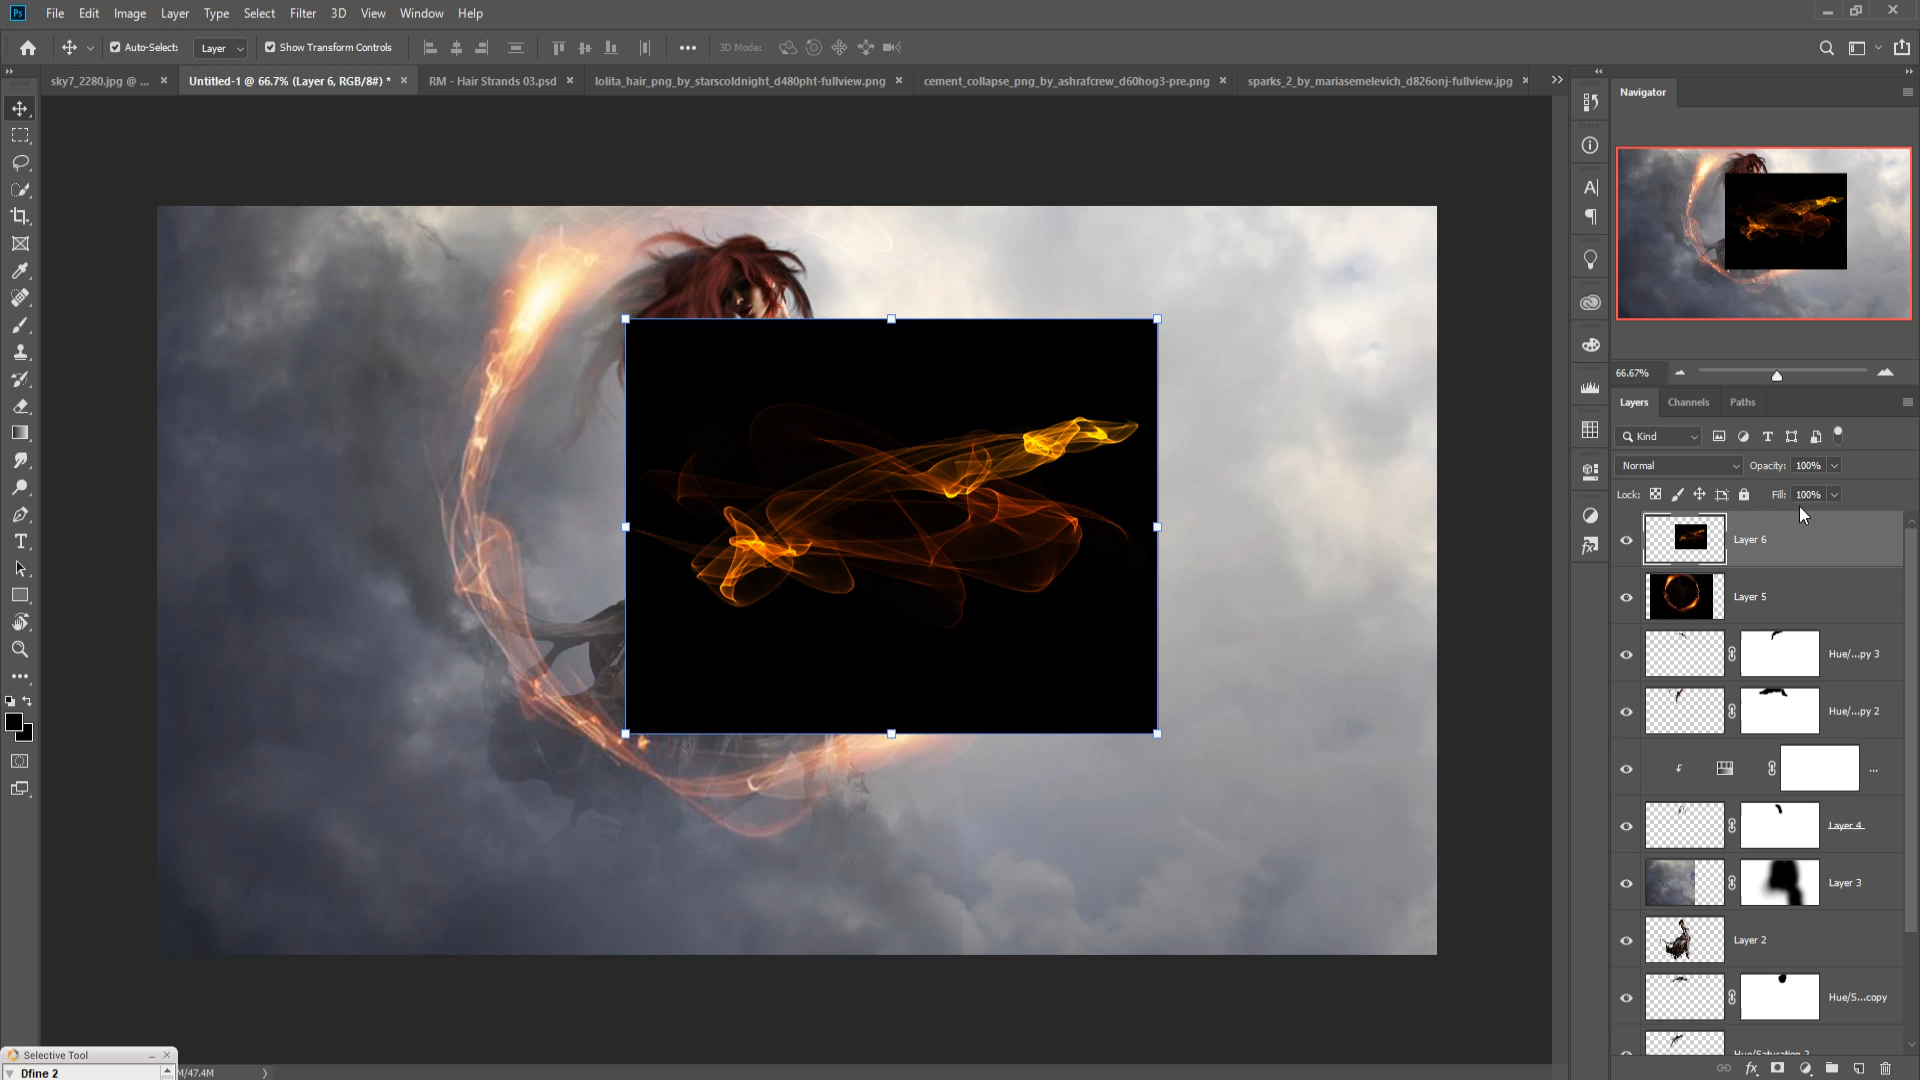 Ps File Edit Image Layer Type Select Filter 3D View Window Help
Auto-Select: Layer Show Transform Controls 3D Mode:
sky7_2280.jpg @ ... Untitled-1 @ 66.7% (Layer 6, RGB/8#) * RM - Hair Strands 03.psd lolita_hair_png_by_starscoldnight_d480pht-fullview.png cement_collapse_png_by_ashrafcrew_d60hog3-pre.png sparks_2_by_mariasemelevich_d826onj-fullview.jpg
Navigator
66.67%
Layers Channels Paths
Kind
Normal Opacity: 100%
Lock: Fill: 100%
Layer 6
Layer 5
Hue/...py 3
Hue/...py 2
...
Layer 4
Layer 3
Layer 2
Hue/S...copy
Hue/Saturation 2
Selective Tool
Dfine 2
M/47.4M